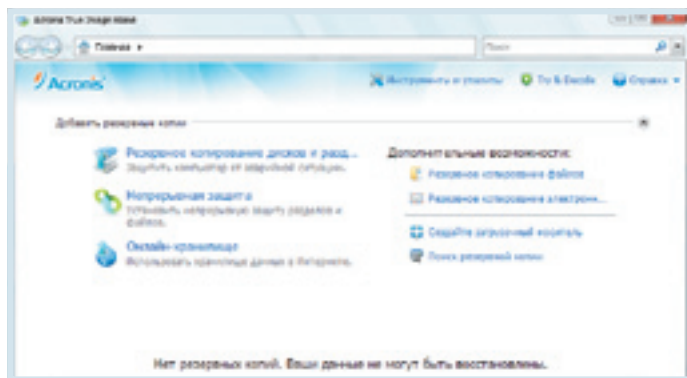 Acronis True Image Home
Главная
Поиск
Acronis
Инструменты и утилиты
Try & Decide
Справка
Добавить резервные копии
Резервное копирование дисков и разд...
Защитить компьютер от аварийной ситуации.
Непрерывная защита
Установить непрерывную защиту разделов и
файлов.
Онлайн-хранилище
Использовать хранилище данных в Интернете.
Дополнительные возможности:
Резервное копирование файлов
Резервное копирование электронн...
Создайте загрузочный носитель
Поиск резервной копии
Нет резервных копий. Ваши данные не могут быть восстановлены.